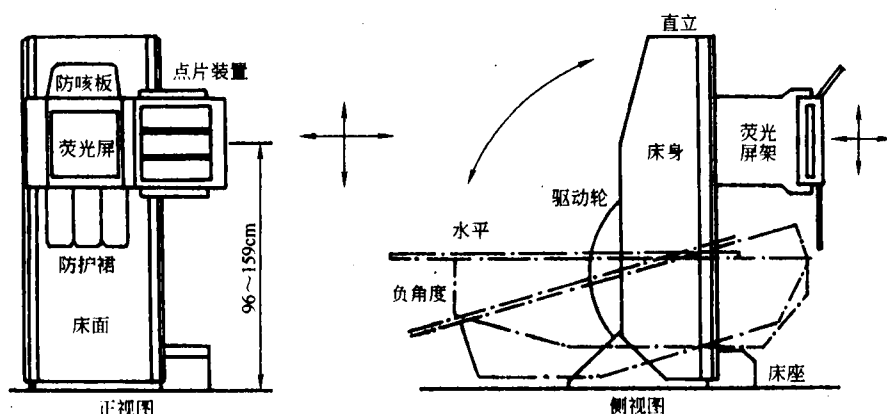 防咳板
点片装置
荧光屏
防护裙
床面
96～159cm
正视图
直立
床身
荧光
屏架
驱动轮
水平
负角度
床座
侧视图